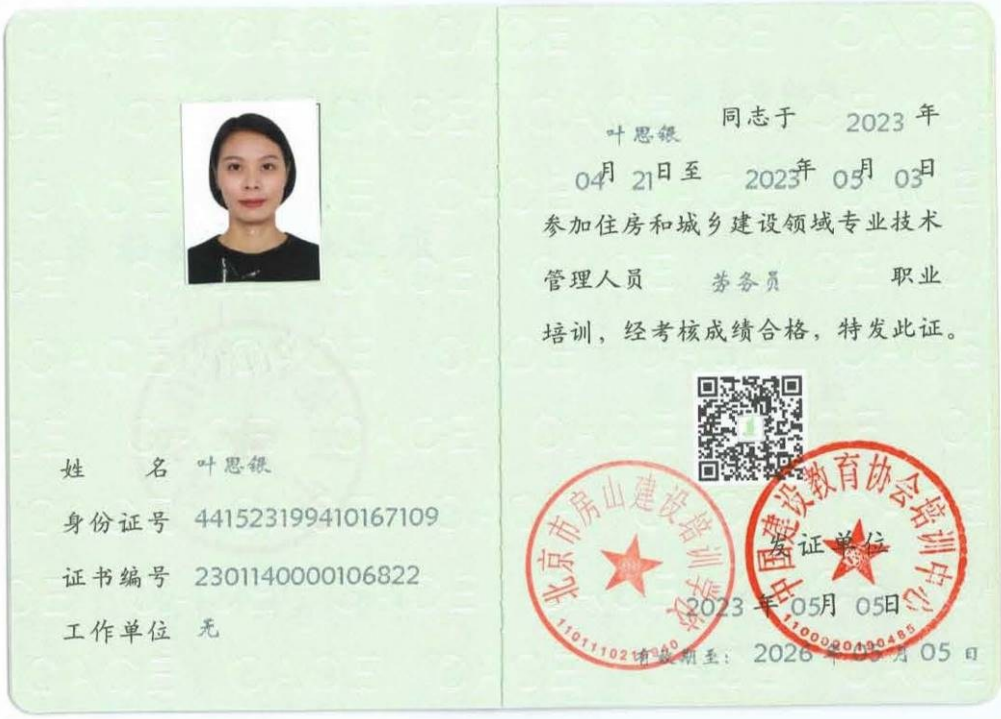 姓 名 叶思银
身份证号 441523199410167109
证书编号 2301140000106822
工作单位 无
叶思银 同志于 2023 年
04月 21日至 2023年 05月 03日
参加住房和城乡建设领域专业技术
管理人员 劳务员 职业
培训，经考核成绩合格，特发此证。
北京市房山建设培训学校
中国建设教育协会培训中心
发证单位
2023 年 05月 05日
有效期至： 2026 年 05 月 05 日